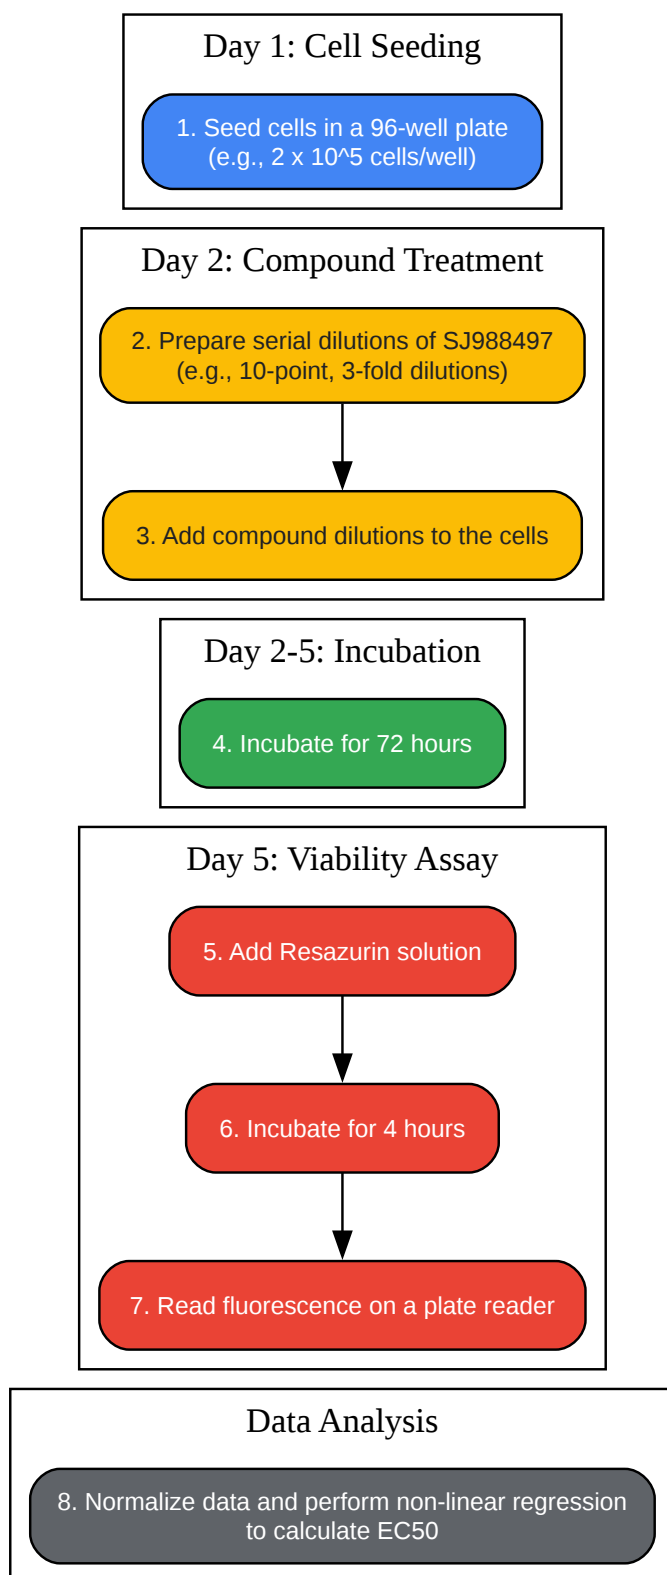 Day 1: Cell Seeding
1. Seed cells in a 96-well plate
(e.g., 2 x 10^5 cells/well)
Day 2: Compound Treatment
2. Prepare serial dilutions of SJ988497
(e.g., 10-point, 3-fold dilutions)
3. Add compound dilutions to the cells
Day 2-5: Incubation
4. Incubate for 72 hours
Day 5: Viability Assay
5. Add Resazurin solution
6. Incubate for 4 hours
7. Read fluorescence on a plate reader
Data Analysis
8. Normalize data and perform non-linear regression
to calculate EC50